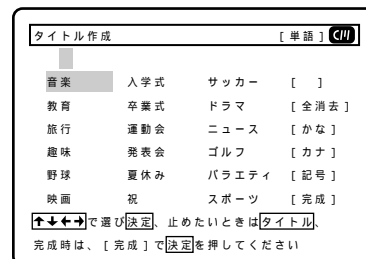 タイトル作成 [単語] CM
音楽 入学式 サッカー [ ]
教育 卒業式 ドラマ [全消去]
旅行 運動会 ニュース [かな]
趣味 発表会 ゴルフ [カナ]
野球 夏休み バラエティ [記号]
映画 祝 スポーツ [完成]
↑↓←→で選び決定、止めたいときはタイトル、
完成時は、[完成]で決定を押してください